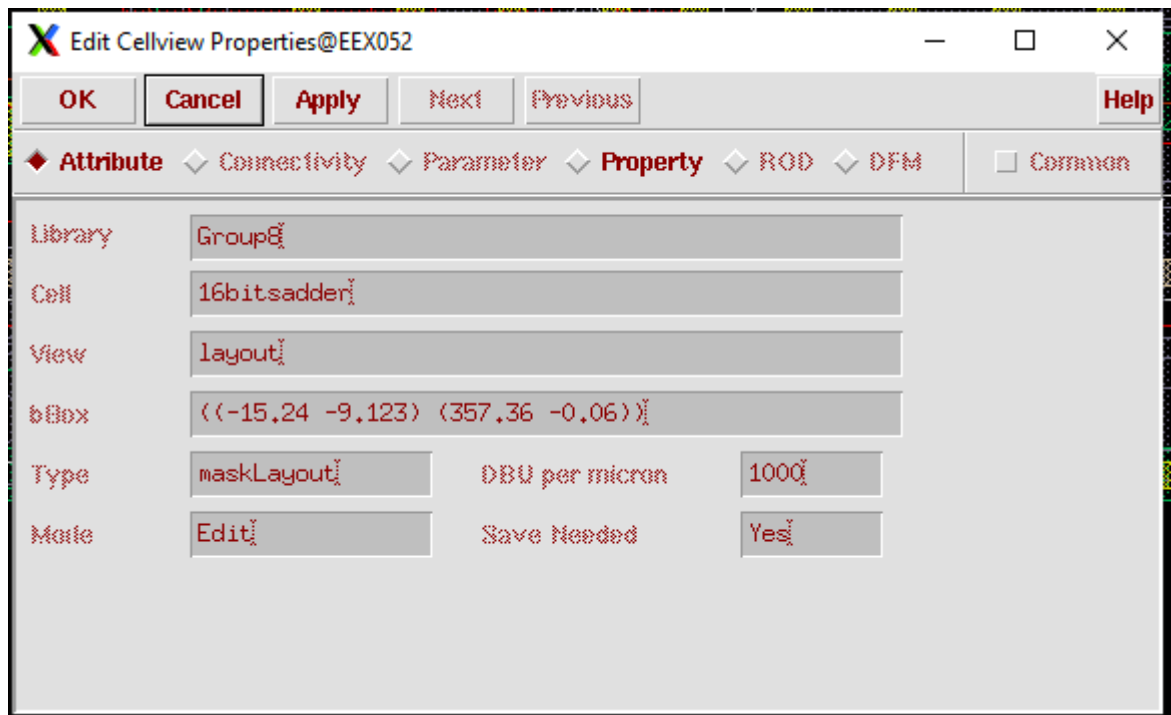 Edit Cellview Properties@EEX052
OK Cancel Apply Next Previous Help
Attribute Connectivity Parameter Property ROD DFM Common
Library Group8
Cell 16bitsadder
View layout
bBox ((-15.24 -9.123) (357.36 -0.06))
Type maskLayout DBU per micron 1000
Mode Edit Save Needed Yes